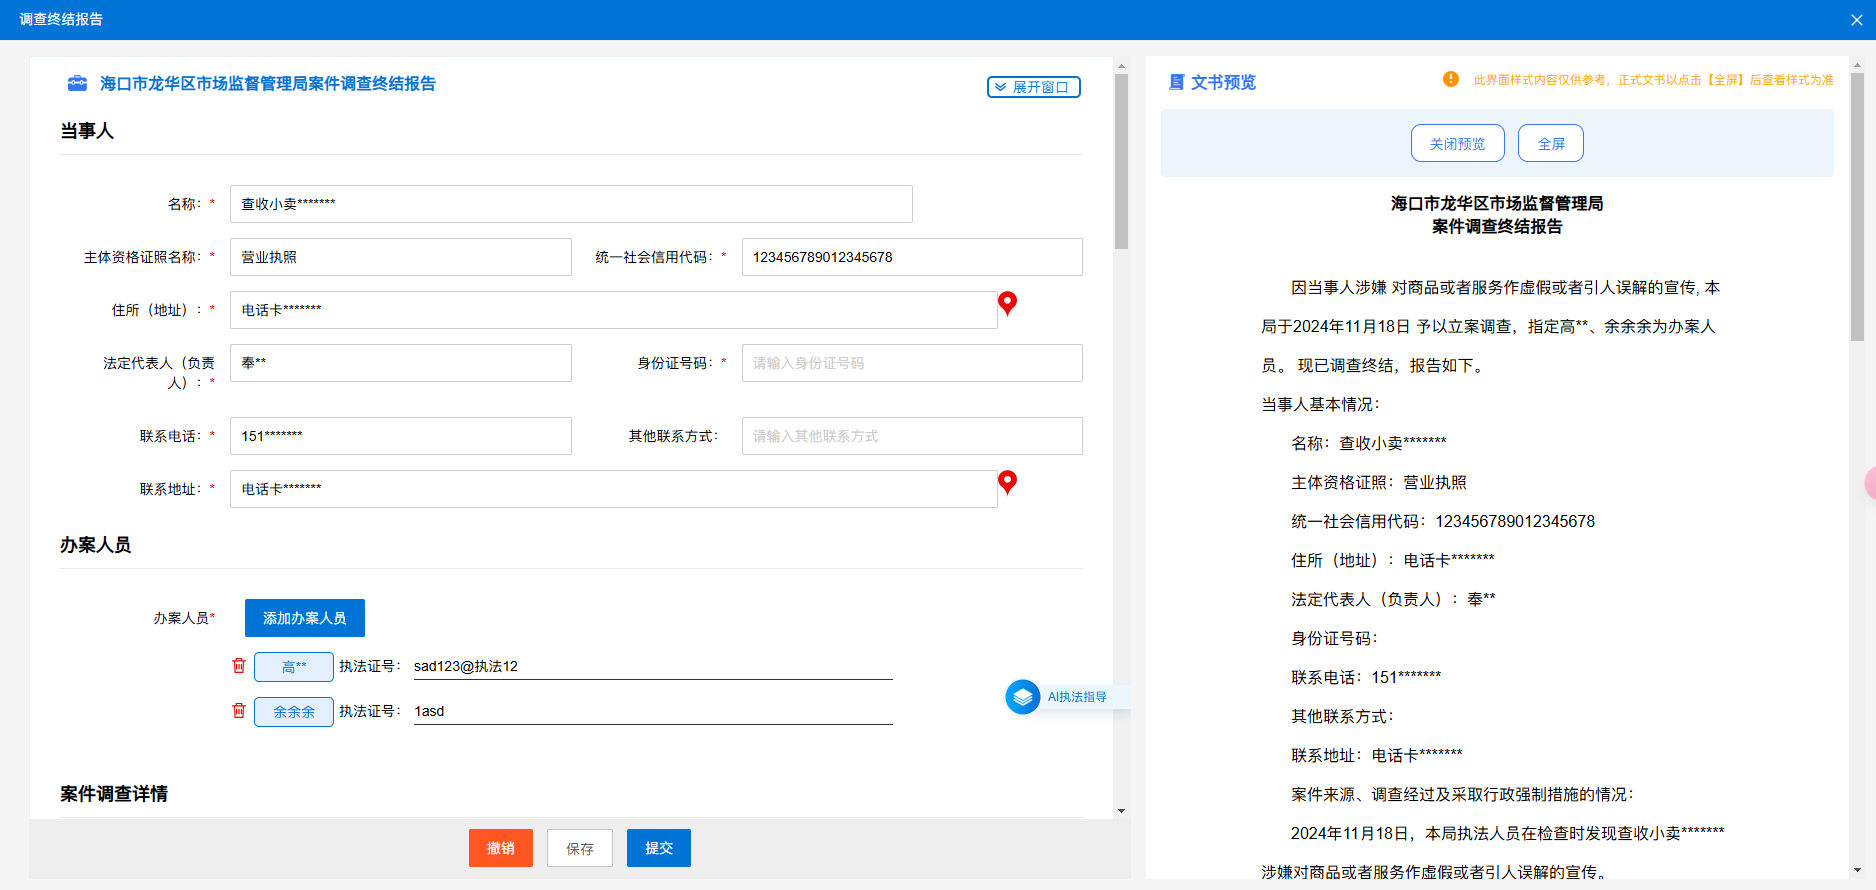 调查终结报告
海口市龙华区市场监督管理局案件调查终结报告
展开窗口
当事人
名称：* 查收小卖*******
主体资格证照名称：* 营业执照 统一社会信用代码：* 123456789012345678
住所（地址）：* 电话卡*******
法定代表人（负责人）：* 奉** 身份证号码：* 请输入身份证号码
联系电话：* 151******* 其他联系方式： 请输入其他联系方式
联系地址：* 电话卡*******
办案人员
办案人员* 添加办案人员
高** 执法证号： sad123@执法12
余余余 执法证号： 1asd
AI执法指导
案件调查详情
撤销 保存 提交
文书预览
此界面样式内容仅供参考，正式文书以点击【全屏】后查看样式为准
关闭预览 全屏
海口市龙华区市场监督管理局
案件调查终结报告
因当事人涉嫌 对商品或者服务作虚假或者引人误解的宣传, 本
局于2024年11月18日 予以立案调查，指定高**、余余余为办案人
员。 现已调查终结，报告如下。
当事人基本情况：
名称：查收小卖*******
主体资格证照：营业执照
统一社会信用代码：123456789012345678
住所（地址）：电话卡*******
法定代表人（负责人）：奉**
身份证号码：
联系电话：151*******
其他联系方式：
联系地址：电话卡*******
案件来源、调查经过及采取行政强制措施的情况：
2024年11月18日，本局执法人员在检查时发现查收小卖*******
涉嫌对商品或者服务作虚假或者引人误解的宣传。